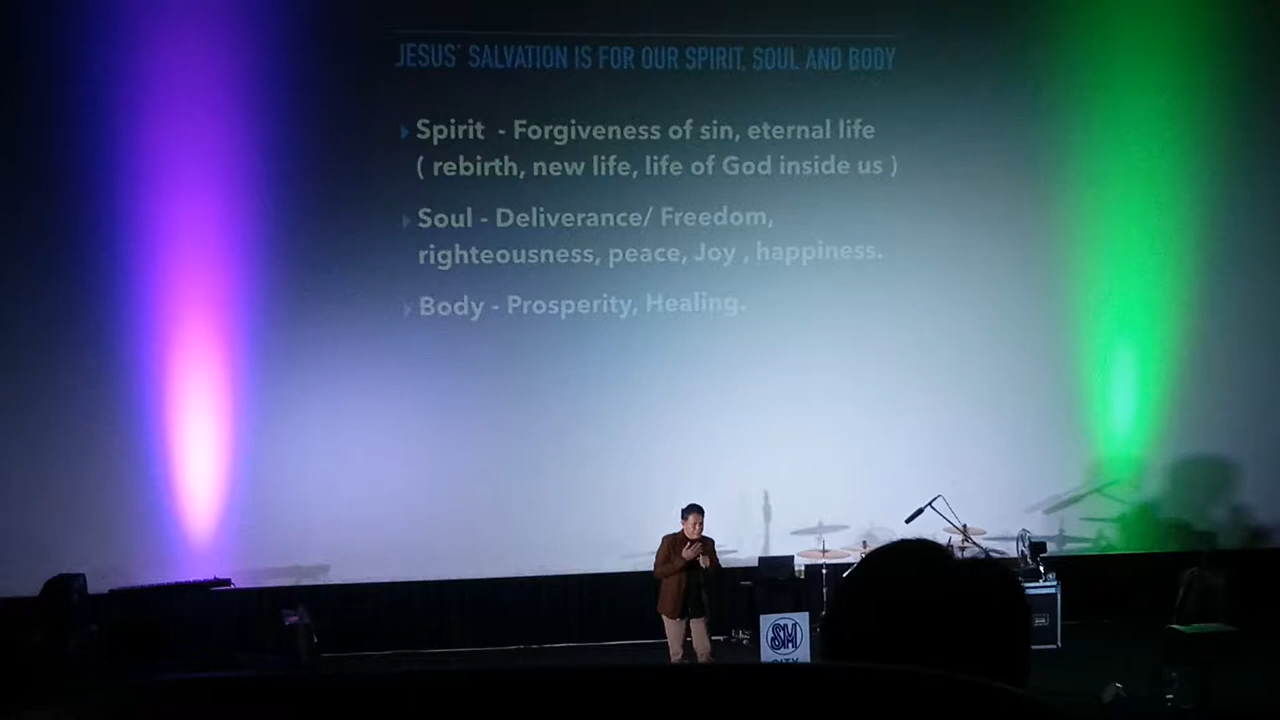 JESUS' SALVATION IS FOR OUR SPIRIT, SOUL AND BODY
Spirit - Forgiveness of sin, eternal life
( rebirth, new life, life of God inside us )
Soul - Deliverance/ Freedom,
righteousness, peace, Joy , happiness.
Body - Prosperity, Healing.
SM
CITY